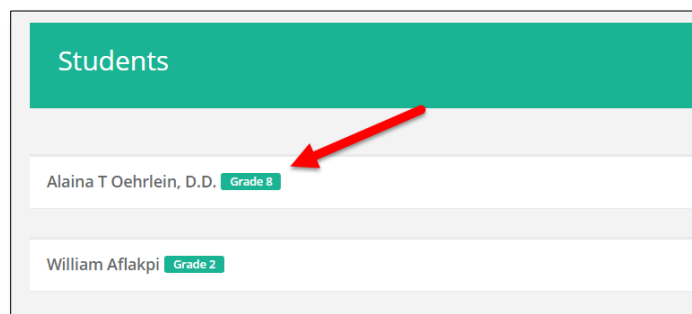 Students
Alaina T Oehrlein, D.D. Grade 8
William Aflakpi Grade 2